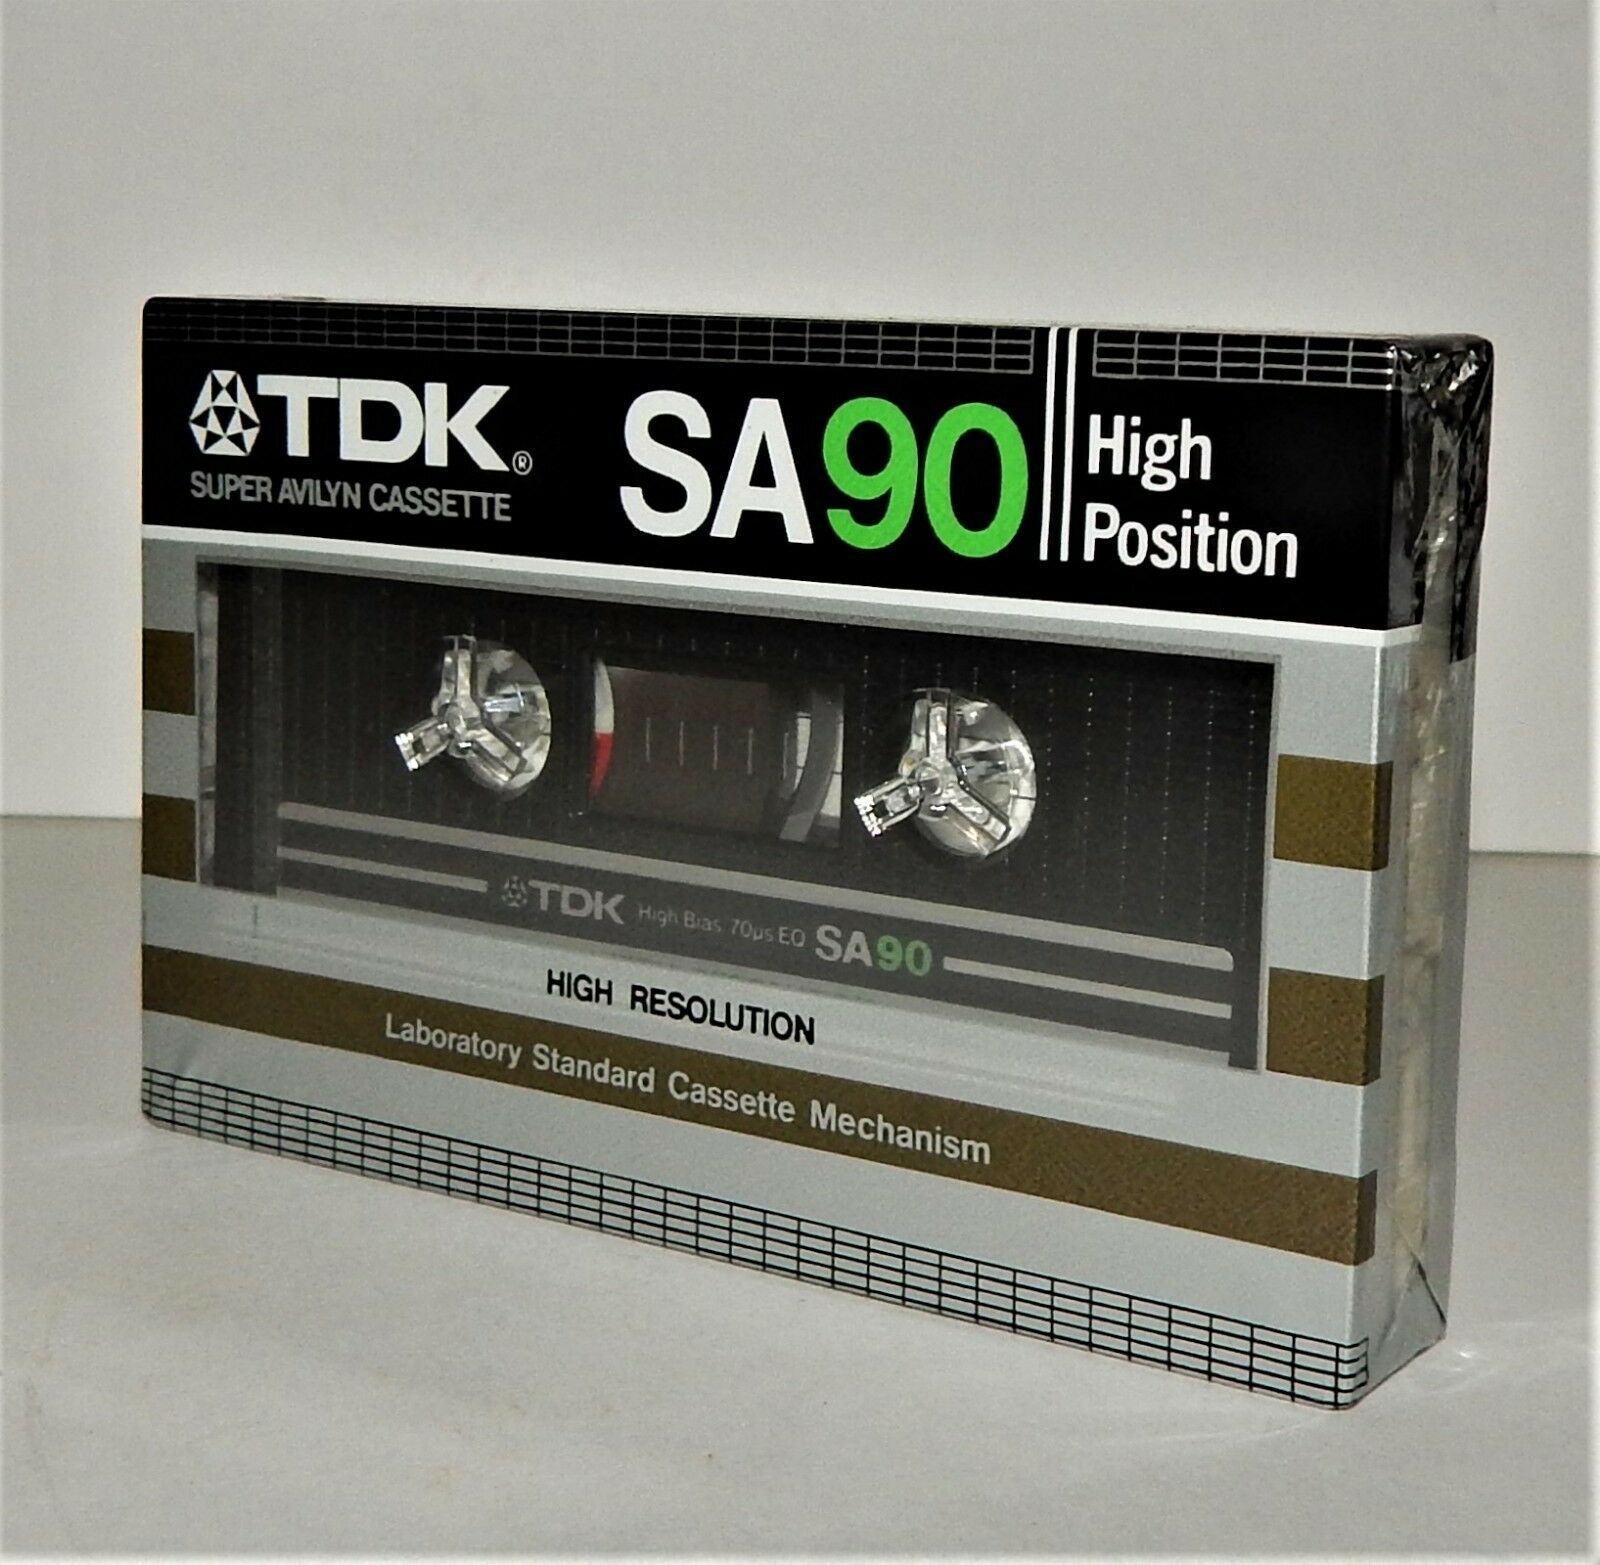 TDK®
SUPER AVILYN CASSETTE
SA90
High
Position
TDK High Bias 70µs EQ SA90
HIGH RESOLUTION
Laboratory Standard Cassette Mechanism